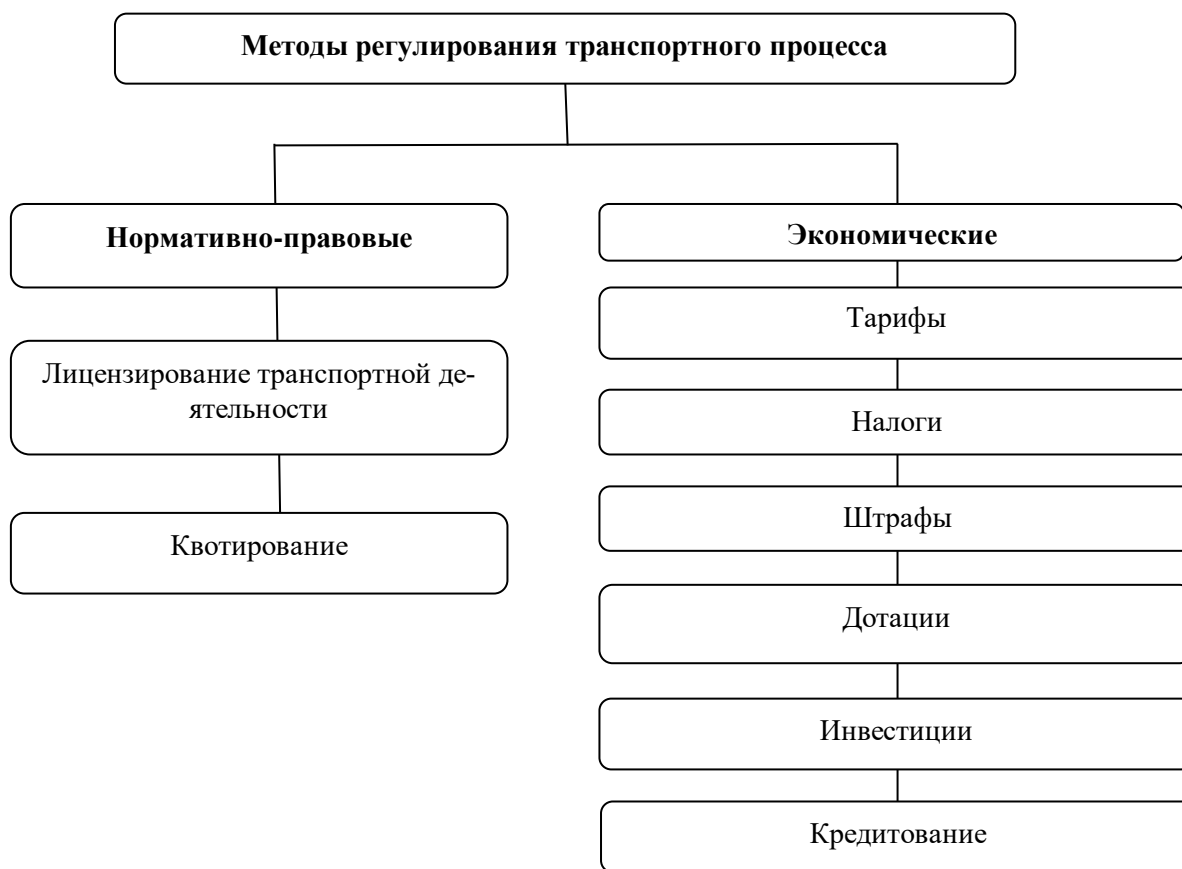 Методы регулирования транспортного процесса
Нормативно-правовые
Лицензирование транспортной де-
ятельности
Квотирование
Экономические
Тарифы
Налоги
Штрафы
Дотации
Инвестиции
Кредитование